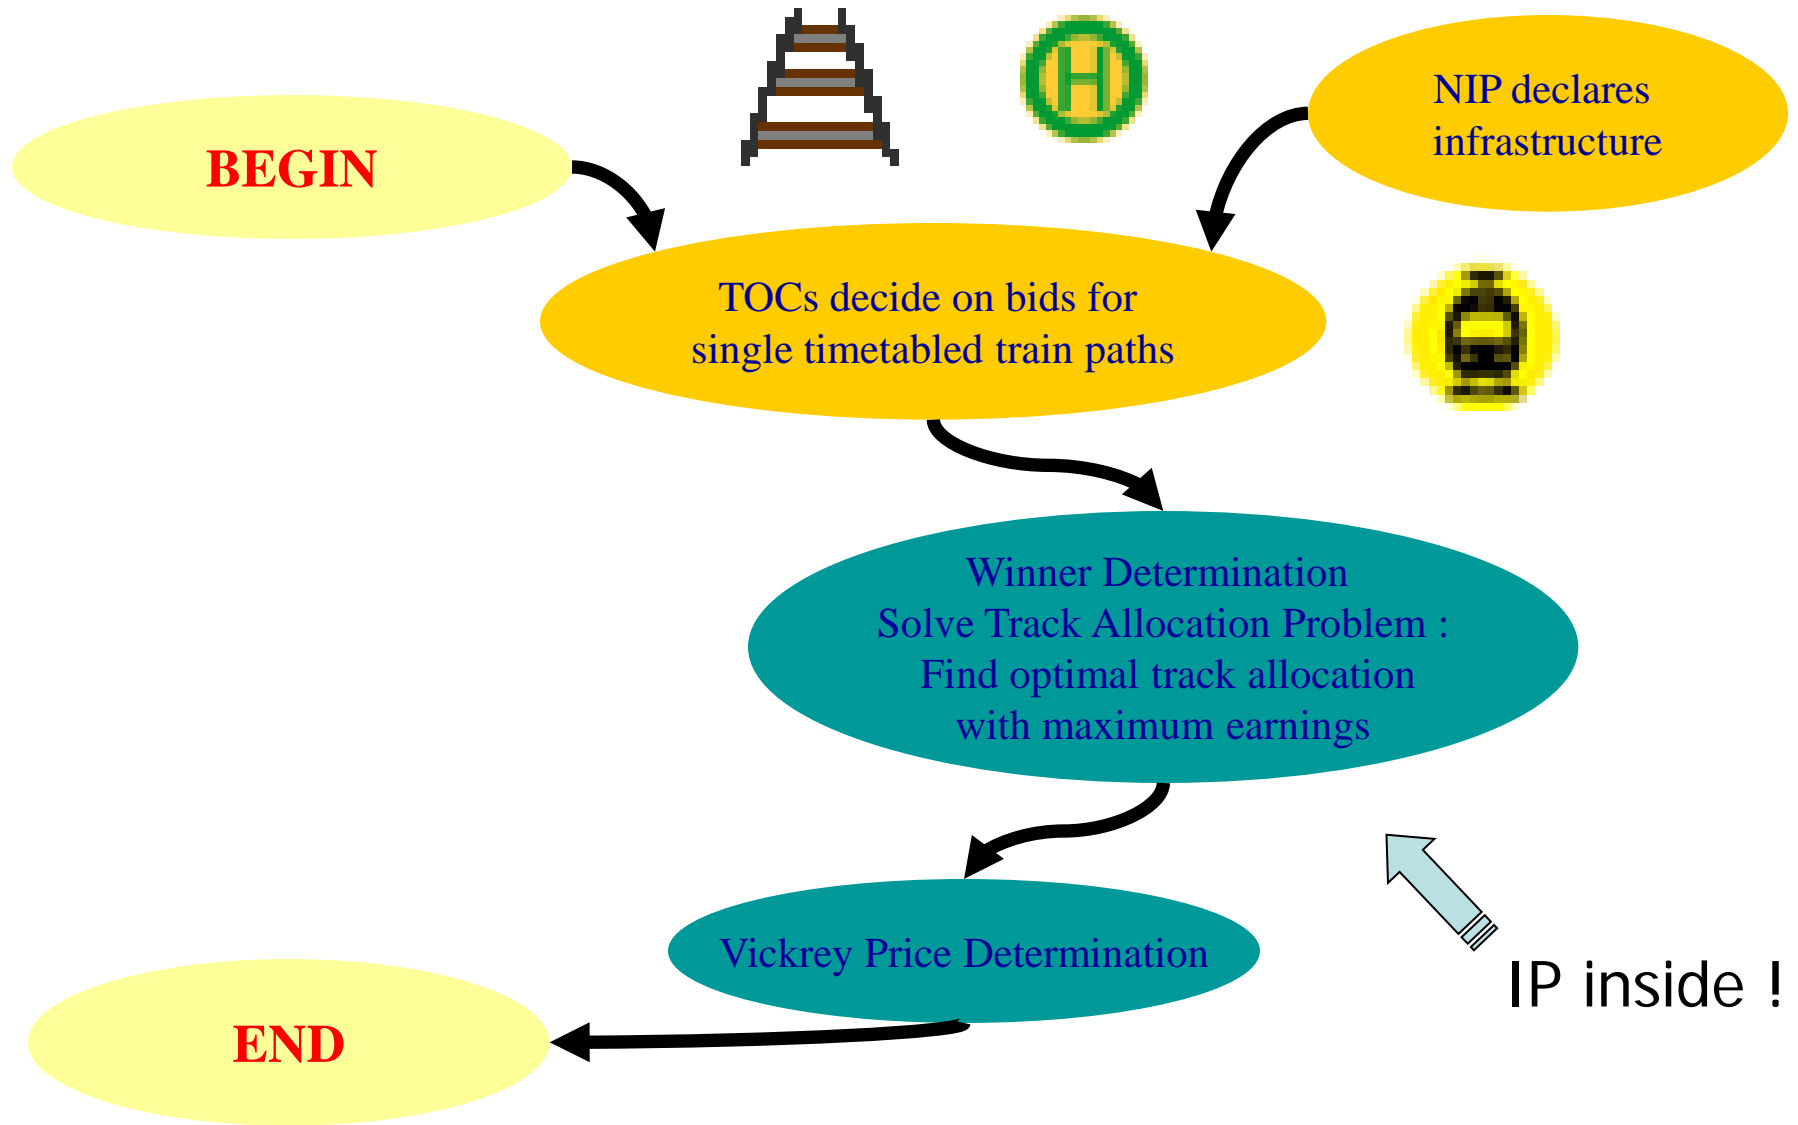 H
NIP declares
infrastructure
BEGIN
TOCs decide on bids for
single timetabled train paths
Winner Determination
Solve Track Allocation Problem :
Find optimal track allocation
with maximum earnings
Vickrey Price Determination
IP inside !
END